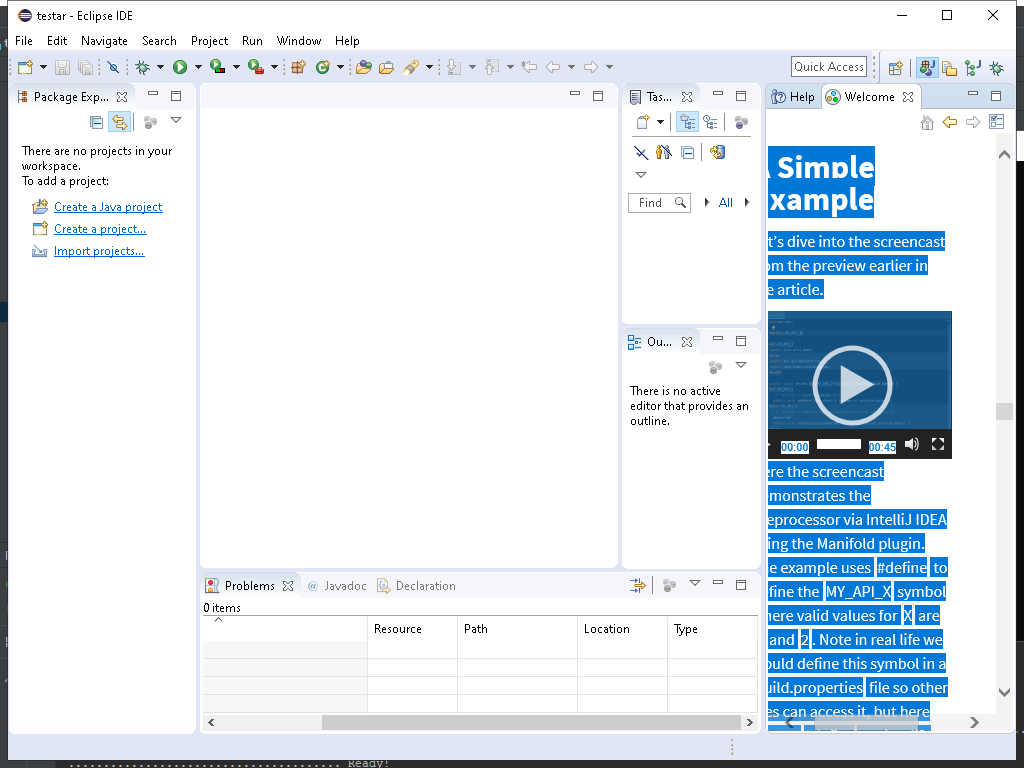 testar - Eclipse IDE
File Edit Navigate Search Project Run Window Help
Quick Access
Package Exp...
There are no projects in your
workspace.
To add a project:
Create a Java project
Create a project...
Import projects...
Tas...
Find
All
Ou...
There is no active
editor that provides an
outline.
Problems Javadoc Declaration
0 items
Resource Path Location Type
Help Welcome
Simple
xample
t's dive into the screencast
om the preview earlier in
e article.
00:00 00:45
ere the screencast
monstrates the
eprocessor via IntelliJ IDEA
ing the Manifold plugin.
e example uses #define to
fine the MY_API_X symbol
here valid values for X are
and 2. Note in real life we
ould define this symbol in a
uild.properties file so other
es can access it, but here
Ready!